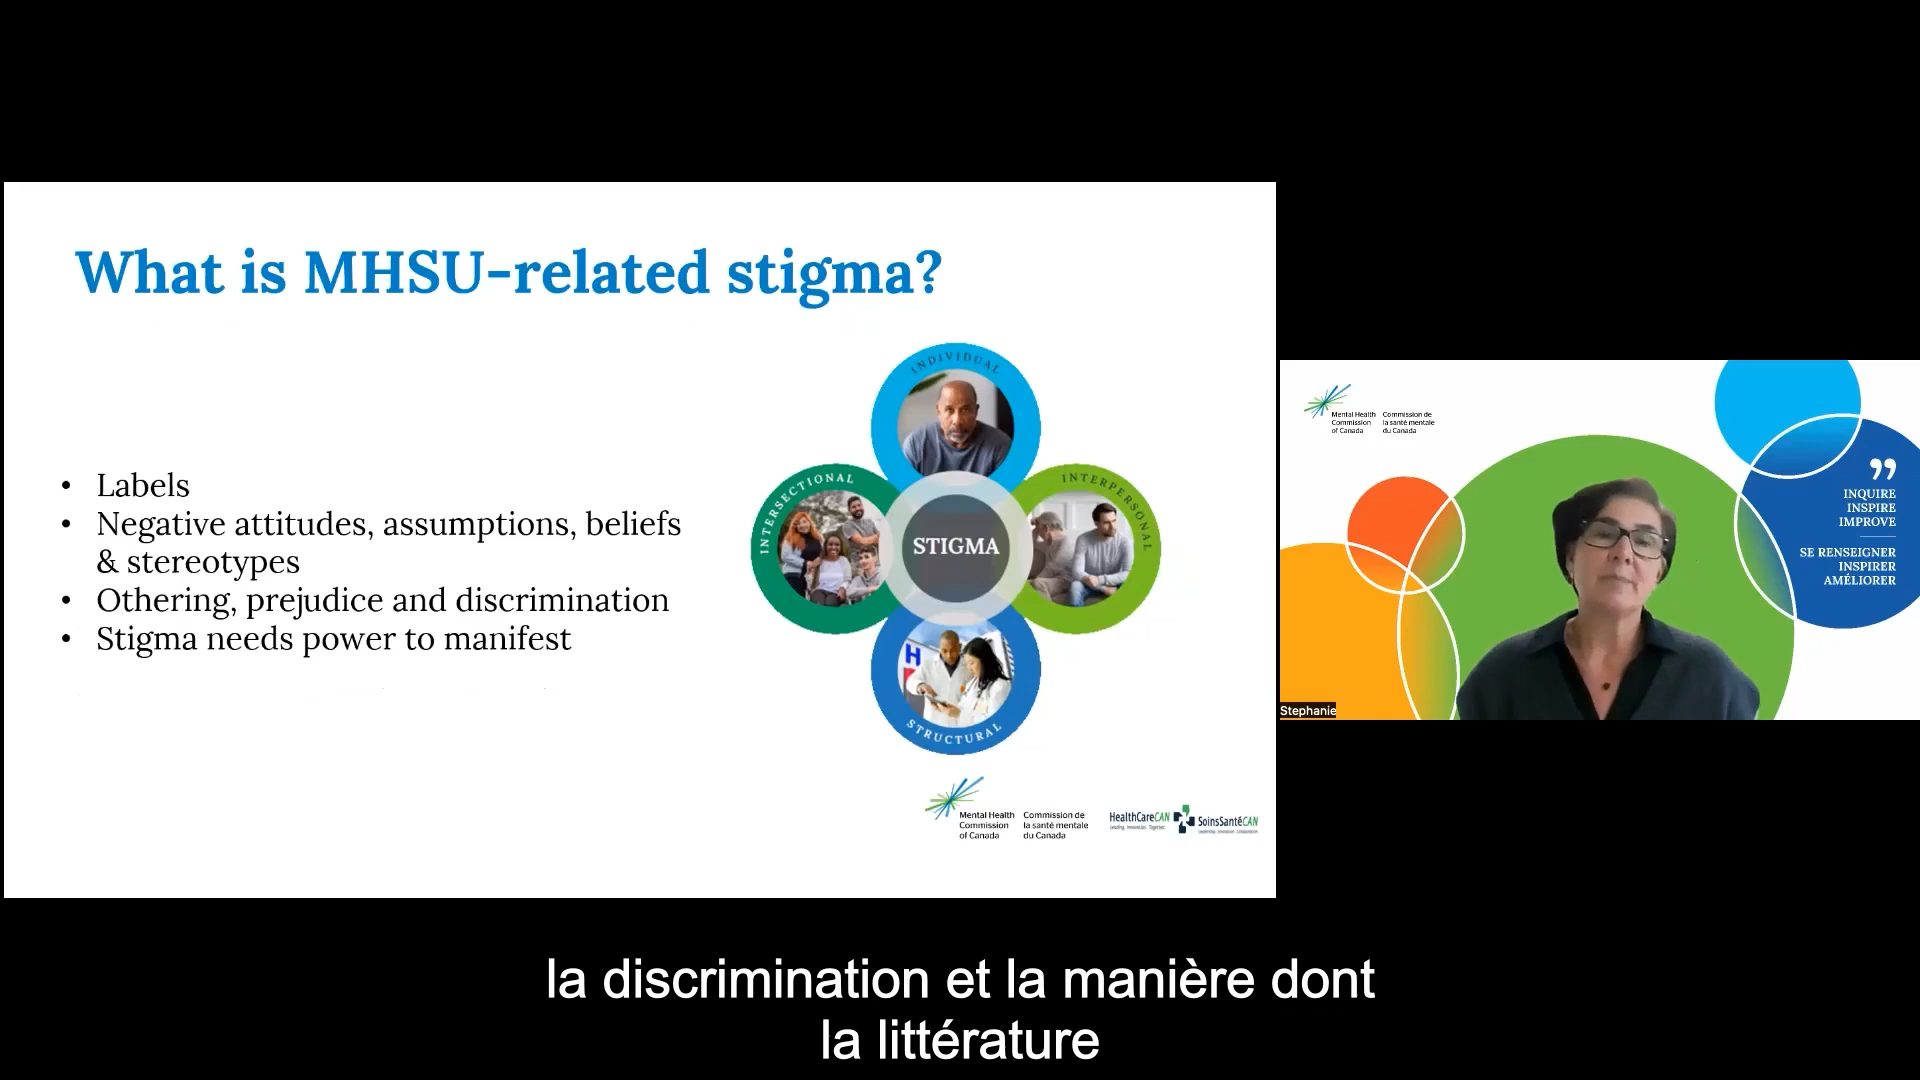 What is MHSU-related stigma?
• Labels
• Negative attitudes, assumptions, beliefs
& stereotypes
• Othering, prejudice and discrimination
• Stigma needs power to manifest
INDIVIDUAL
INTERSECTIONAL
INTERPERSONAL
STIGMA
STRUCTURAL
H
Mental Health
Commission
of Canada
Commission de
la santé mentale
du Canada
HealthCareCAN
Leading. Innovation. Together.
SoinsSantéCAN
Mental Health
Commission
of Canada
Commission de
la santé mentale
du Canada
INQUIRE
INSPIRE
IMPROVE
SE RENSEIGNER
INSPIRER
AMÉLIORER
Stephanie
la discrimination et la manière dont
la littérature